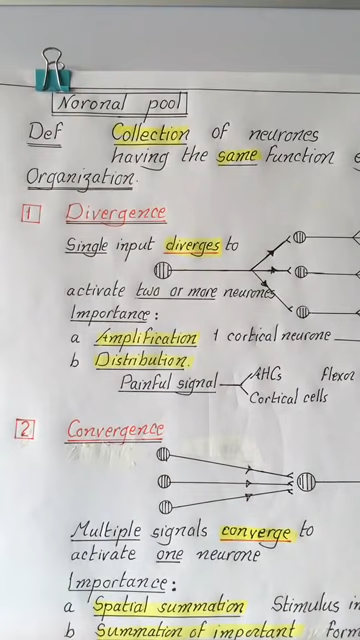 Noronal pool
Def Collection of neurones
having the same function
Organization.
1 Divergence
Single input diverges to
activate two or more neurones
Importance:
a Amplification 1 cortical neurone
b Distribution.
Painful signal AHCs Flexor
Cortical cells
2 Convergence
Multiple signals converge to
activate one neurone
Importance:
a Spatial summation Stimulus in
b Summation of important form